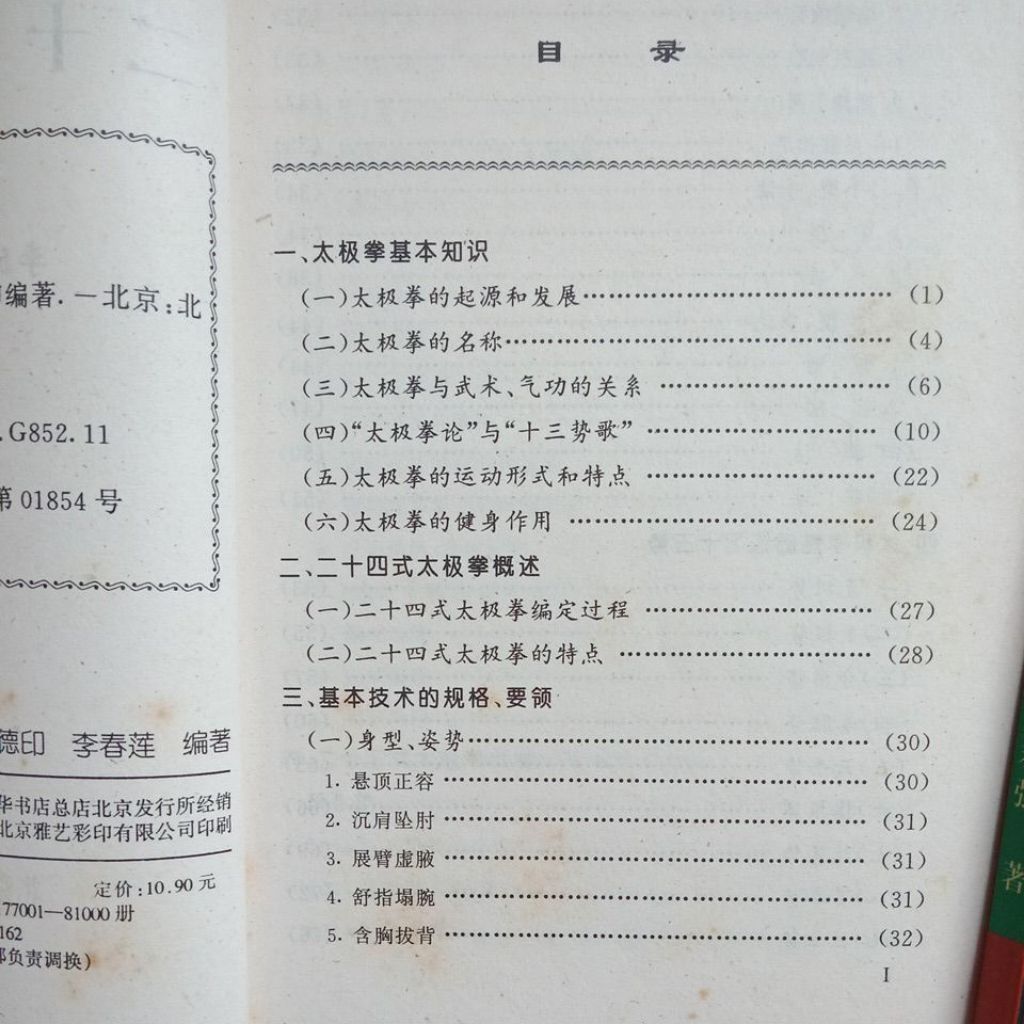 编著.—北京:北
.G852.11
第 01854 号
德印 李春莲 编著
华书店总店北京发行所经销
北京雅艺彩印有限公司印刷
定价:10.90 元
77001—81000 册
162
部负责调换)
目 录
一、太极拳基本知识
(一)太极拳的起源和发展………………………………(1)
(二)太极拳的名称………………………………………(4)
(三)太极拳与武术、气功的关系………………………(6)
(四)“太极拳论”与“十三势歌”………………………(10)
(五)太极拳的运动形式和特点…………………………(22)
(六)太极拳的健身作用…………………………………(24)
二、二十四式太极拳概述
(一)二十四式太极拳编定过程…………………………(27)
(二)二十四式太极拳的特点……………………………(28)
三、基本技术的规格、要领
(一)身型、姿势…………………………………………(30)
1. 悬顶正容……………………………………………(30)
2. 沉肩坠肘……………………………………………(31)
3. 展臂虚腋……………………………………………(31)
4. 舒指塌腕……………………………………………(31)
5. 含胸拔背……………………………………………(32)
I
著